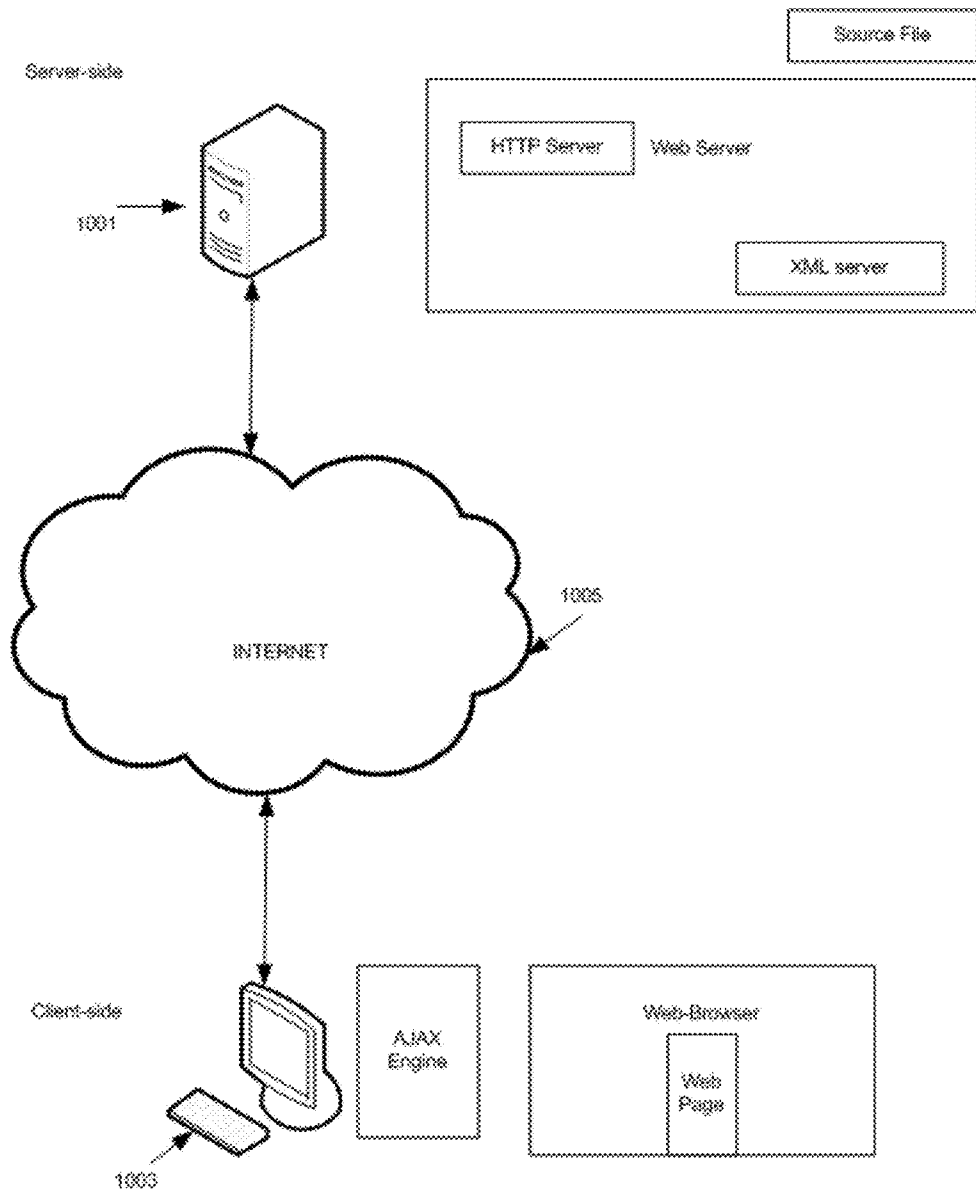 Source File
Server-side
HTTP Server
Web Server
1001
XML server
1005
INTERNET
Client-side
AJAX
Engine
Web-Browser
Web
Page
1003